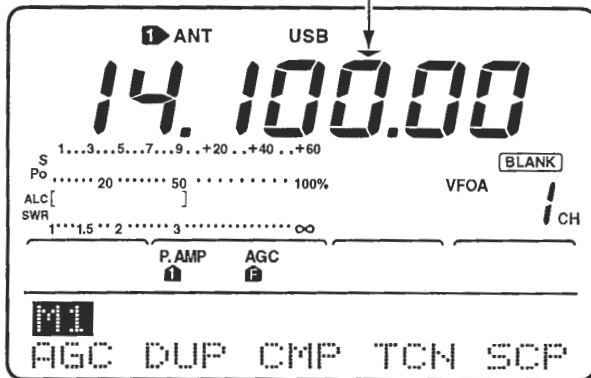 1 ANT USB
14.100.00
S 1...3...5...7...9..+20..+40..+60
Po ........ 20 ...... 50 .......... 100%
BLANK
VFOA
ALC [ ]
1 CH
SWR 1····1.5··2······3··········∞
P.AMP AGC
1 F
M1
AGC DUP CMP TCN SCP